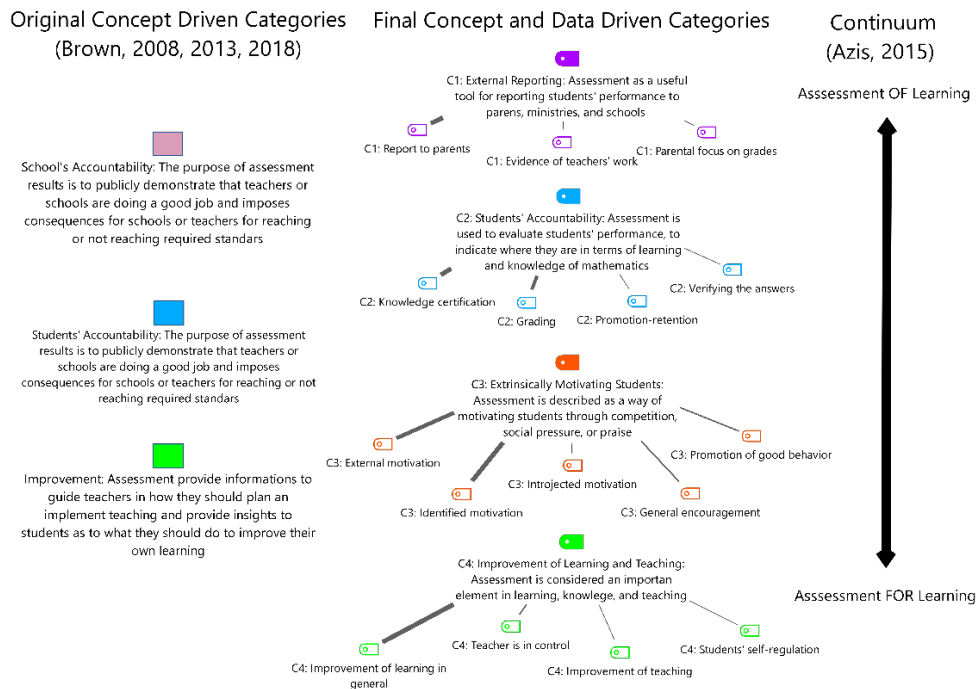 Original Concept Driven Categories
(Brown, 2008, 2013, 2018)
School's Accountability: The purpose of assessment
results is to publicly demonstrate that teachers or
schools are doing a good job and imposes
consequences for schools or teachers for reaching
or not reaching required standars
Students' Accountability: The purpose of assessment
results is to publicly demonstrate that teachers or
schools are doing a good job and imposes
consequences for schools or teachers for reaching or not
reaching required standars
Improvement: Assessment provide informations to
guide teachers in how they should plan an
implement teaching and provide insights to
students as to what they should do to improve their
own learning
Final Concept and Data Driven Categories
C1: External Reporting: Assessment as a useful
tool for reporting students' performance to
parens, ministries, and schools
C1: Report to parents
C1: Evidence of teachers' work
C1: Parental focus on grades
C2: Students' Accountability: Assessment is
used to evaluate students' performance, to
indicate where they are in terms of learning
and knowledge of mathematics
C2: Knowledge certification
C2: Grading
C2: Promotion-retention
C2: Verifying the answers
C3: Extrinsically Motivating Students:
Assessment is described as a way of
motivating students through competition,
social pressure, or praise
C3: External motivation
C3: Identified motivation
C3: Introjected motivation
C3: General encouragement
C3: Promotion of good behavior
C4: Improvement of Learning and Teaching:
Assessment is considered an importan
element in learning, knowlege, and teaching
C4: Improvement of learning in
general
C4: Teacher is in control
C4: Improvement of teaching
C4: Students' self-regulation
Continuum
(Azis, 2015)
Asssessment OF Learning
Asssessment FOR Learning